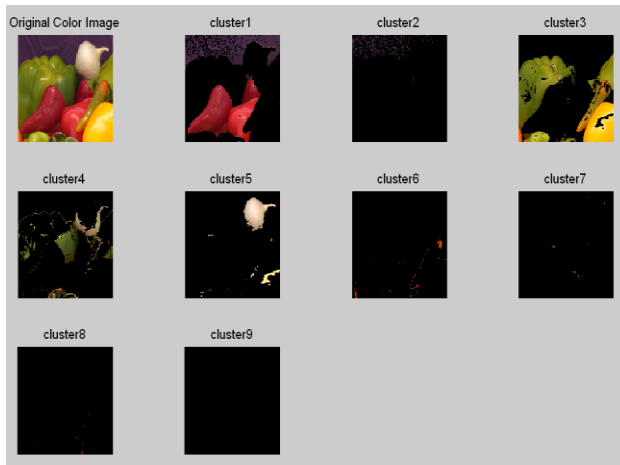 Original Color Image cluster1 cluster2 cluster3
cluster4 cluster5 cluster6 cluster7
cluster8 cluster9